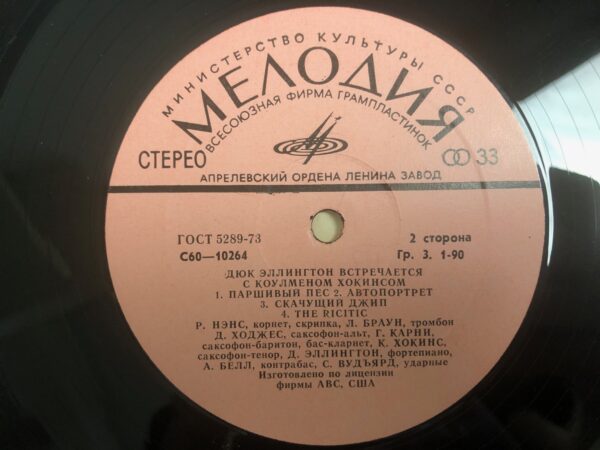 МИНИСТЕРСТВО КУЛЬТУРЫ СССР
МЕЛОДИЯ
ВСЕСОЮЗНАЯ ФИРМА ГРАМПЛАСТИНОК
СТЕРЕО
33
АПРЕЛЕВСКИЙ ОРДЕНА ЛЕНИНА ЗАВОД
ГОСТ 5289-73
2 сторона
С60—10264
Гр. 3. 1-90
ДЮК ЭЛЛИНГТОН ВСТРЕЧАЕТСЯ
С КОУЛМЕНОМ ХОКИНСОМ
1. ПАРШИВЫЙ ПЕС 2. АВТОПОРТРЕТ
3. СКАЧУЩИЙ ДЖИП
4. THE RICITIC
Р. НЭНС, корнет, скрипка, Л. БРАУН, тромбон
Д. ХОДЖЕС, саксофон-альт, Г. КАРНИ,
саксофон-баритон, бас-кларнет, К. ХОКИНС,
саксофон-тенор, Д. ЭЛЛИНГТОН, фортепиано,
А. БЕЛЛ, контрабас, С. ВУДЪЯРД, ударные
Изготовлено по лицензии
фирмы ABC, США